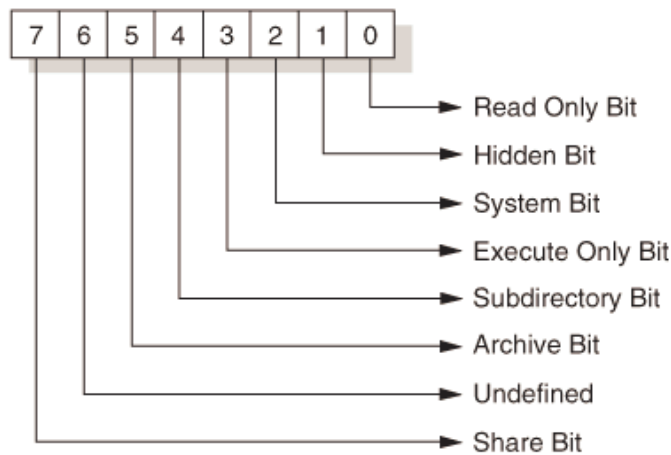 7 6 5 4 3 2 1 0
Read Only Bit
Hidden Bit
System Bit
Execute Only Bit
Subdirectory Bit
Archive Bit
Undefined
Share Bit